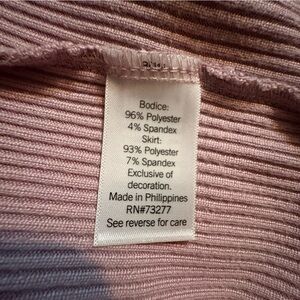 Bodice:
96% Polyester
4% Spandex
Skirt:
93% Polyester
7% Spandex
Exclusive of
decoration.
Made in Philippines
RN#73277
See reverse for care